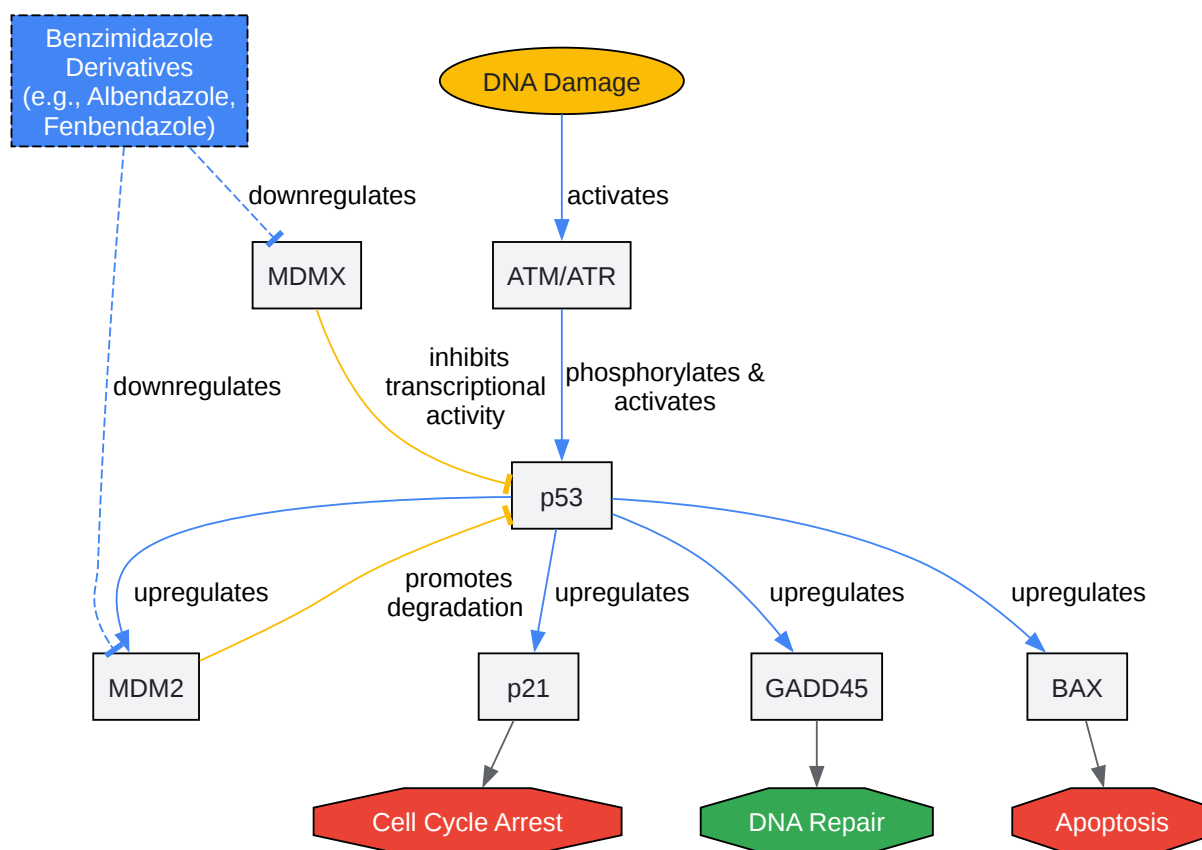 Benzimidazole
Derivatives
(e.g., Albendazole,
Fenbendazole)
DNA Damage
downregulates
activates
MDMX
ATM/ATR
downregulates
inhibits
transcriptional
activity
phosphorylates &
activates
p53
upregulates
promotes
degradation
upregulates
upregulates
upregulates
MDM2
p21
GADD45
BAX
Cell Cycle Arrest
DNA Repair
Apoptosis